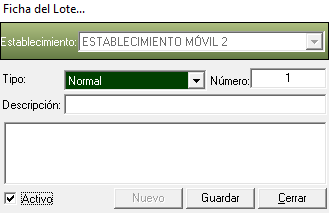 Ficha del Lote...
Establecimiento: ESTABLECIMIENTO MÓVIL 2
Tipo: Normal Número: 1
Descripción:
Activo Nuevo Guardar Cerrar